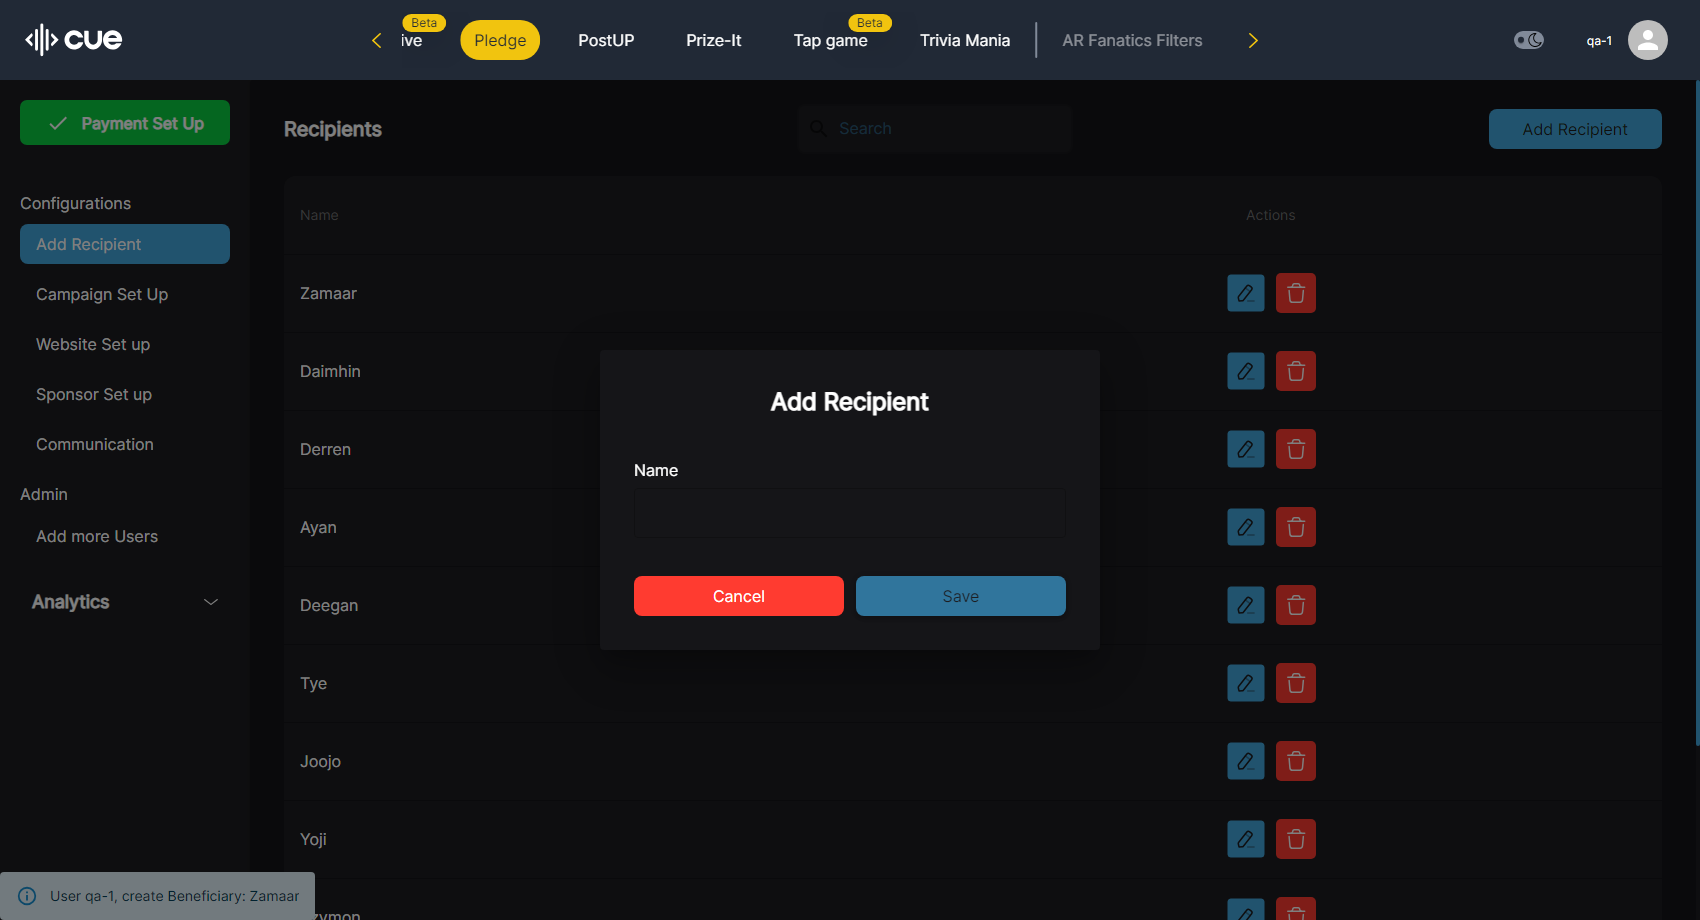 cue
Beta
ive
Pledge
PostUP
Prize-It
Beta
Tap game
Trivia Mania
AR Fanatics Filters
qa-1
Payment Set Up
Configurations
Add Recipient
Campaign Set Up
Website Set up
Sponsor Set up
Communication
Admin
Add more Users
Analytics
Recipients
Search
Add Recipient
Name
Actions
Zamaar
Daimhin
Derren
Ayan
Deegan
Tye
Joojo
Yoji
zymon
Add Recipient
Name
Cancel
Save
User qa-1, create Beneficiary: Zamaar